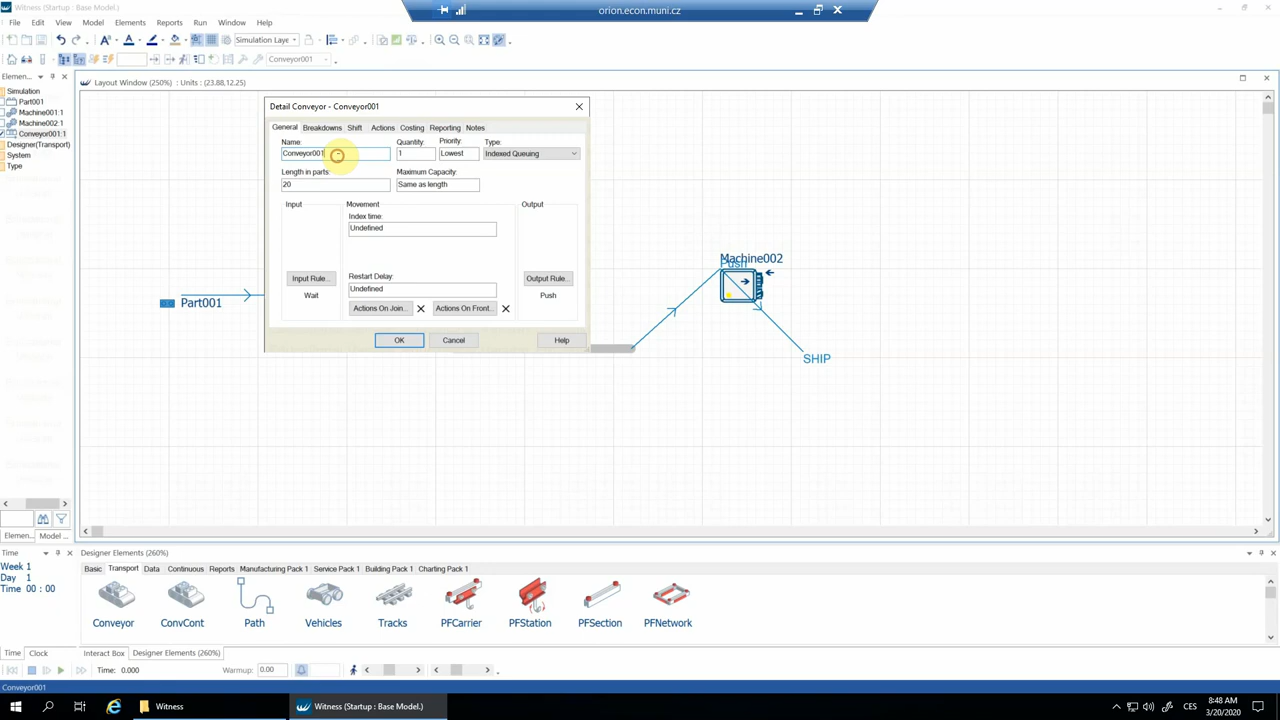 Witness (Startup : Base Model )
orion.econ.muni.cz
File Edit View Model Elements Reports Run Window Help
Simulation Layer
Conveyor001
Elemen...
Layout Window (250%) : Units : (23.88,12.25)
Simulation
Part001
Machine001:1
Machine002:1
Conveyor001:1
Designer(Transport)
System
Type
Detail Conveyor - Conveyor001
General Breakdowns Shift Actions Costing Reporting Notes
Name: Quantity: Priority: Type:
Conveyor001 1 Lowest Indexed Queuing
Length in parts: Maximum Capacity:
20 Same as length
Input Movement Output
Index time:
Undefined
Restart Delay:
Input Rule... Output Rule...
Undefined
Wait Push
Actions On Join... Actions On Front...
OK Cancel Help
Part001
Machine002
Push
SHIP
Elemen... Model ...
Time
Week 1
Day 1
Time 00 : 00
Designer Elements (260%)
Basic Transport Data Continuous Reports Manufacturing Pack 1 Service Pack 1 Building Pack 1 Charting Pack 1
Conveyor ConvCont Path Vehicles Tracks PFCarrier PFStation PFSection PFNetwork
Time Clock Interact Box Designer Elements (260%)
Time: 0.000 Warmup: 0.00
Conveyor001
Witness Witness (Startup : Base Model.)
CES
8:48 AM
3/20/2020